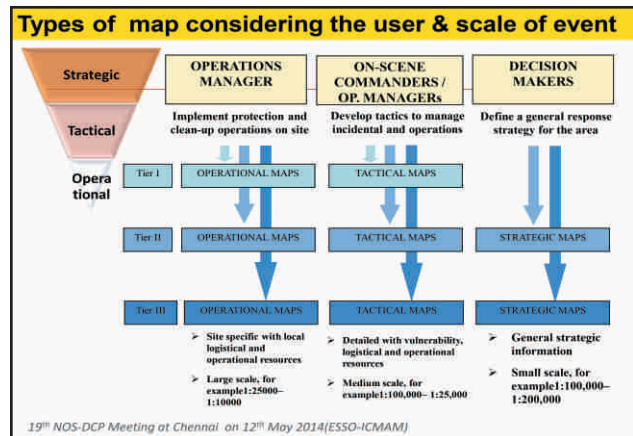 Types of map considering the user & scale of event
Strategic
Tactical
Opera
tional
OPERATIONS
MANAGER
ON-SCENE
COMMANDERS /
OP. MANAGERs
DECISION
MAKERS
Implement protection and
clean-up operations on site
Develop tactics to manage
incidental and operations
Define a general response
strategy for the area
Tier I
OPERATIONAL MAPS
TACTICAL MAPS
Tier II
OPERATIONAL MAPS
TACTICAL MAPS
STRATEGIC MAPS
Tier III
OPERATIONAL MAPS
TACTICAL MAPS
STRATEGIC MAPS
➢ Site specific with local
logistical and
operational resources
➢ Large scale, for
example1:25000–
1:10000
➢ Detailed with vulnerability,
logistical and operational
resources
➢ Medium scale, for
example1:100,000– 1:25,000
➢ General strategic
information
➢ Small scale, for
example1:100,000–
1:200,000
19th NOS-DCP Meeting at Chennai on 12th May 2014(ESSO-ICMAM)